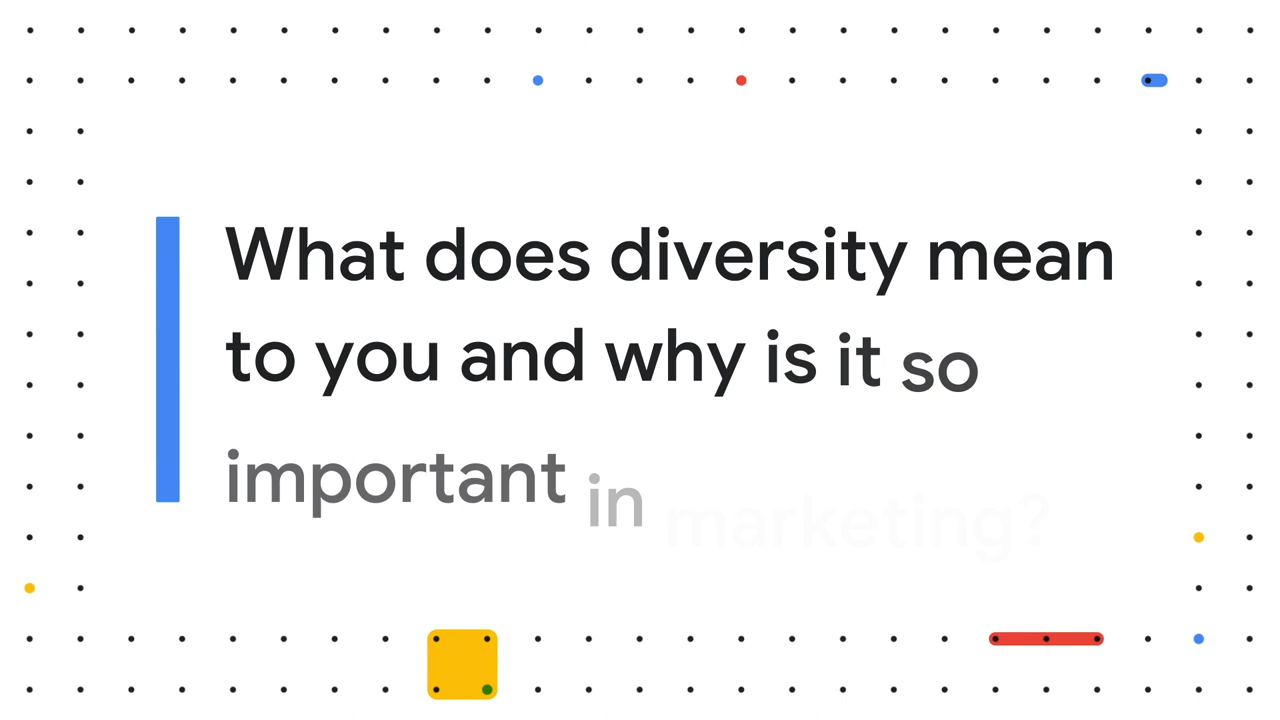 What does diversity mean
to you and why is it so
important in marketing?